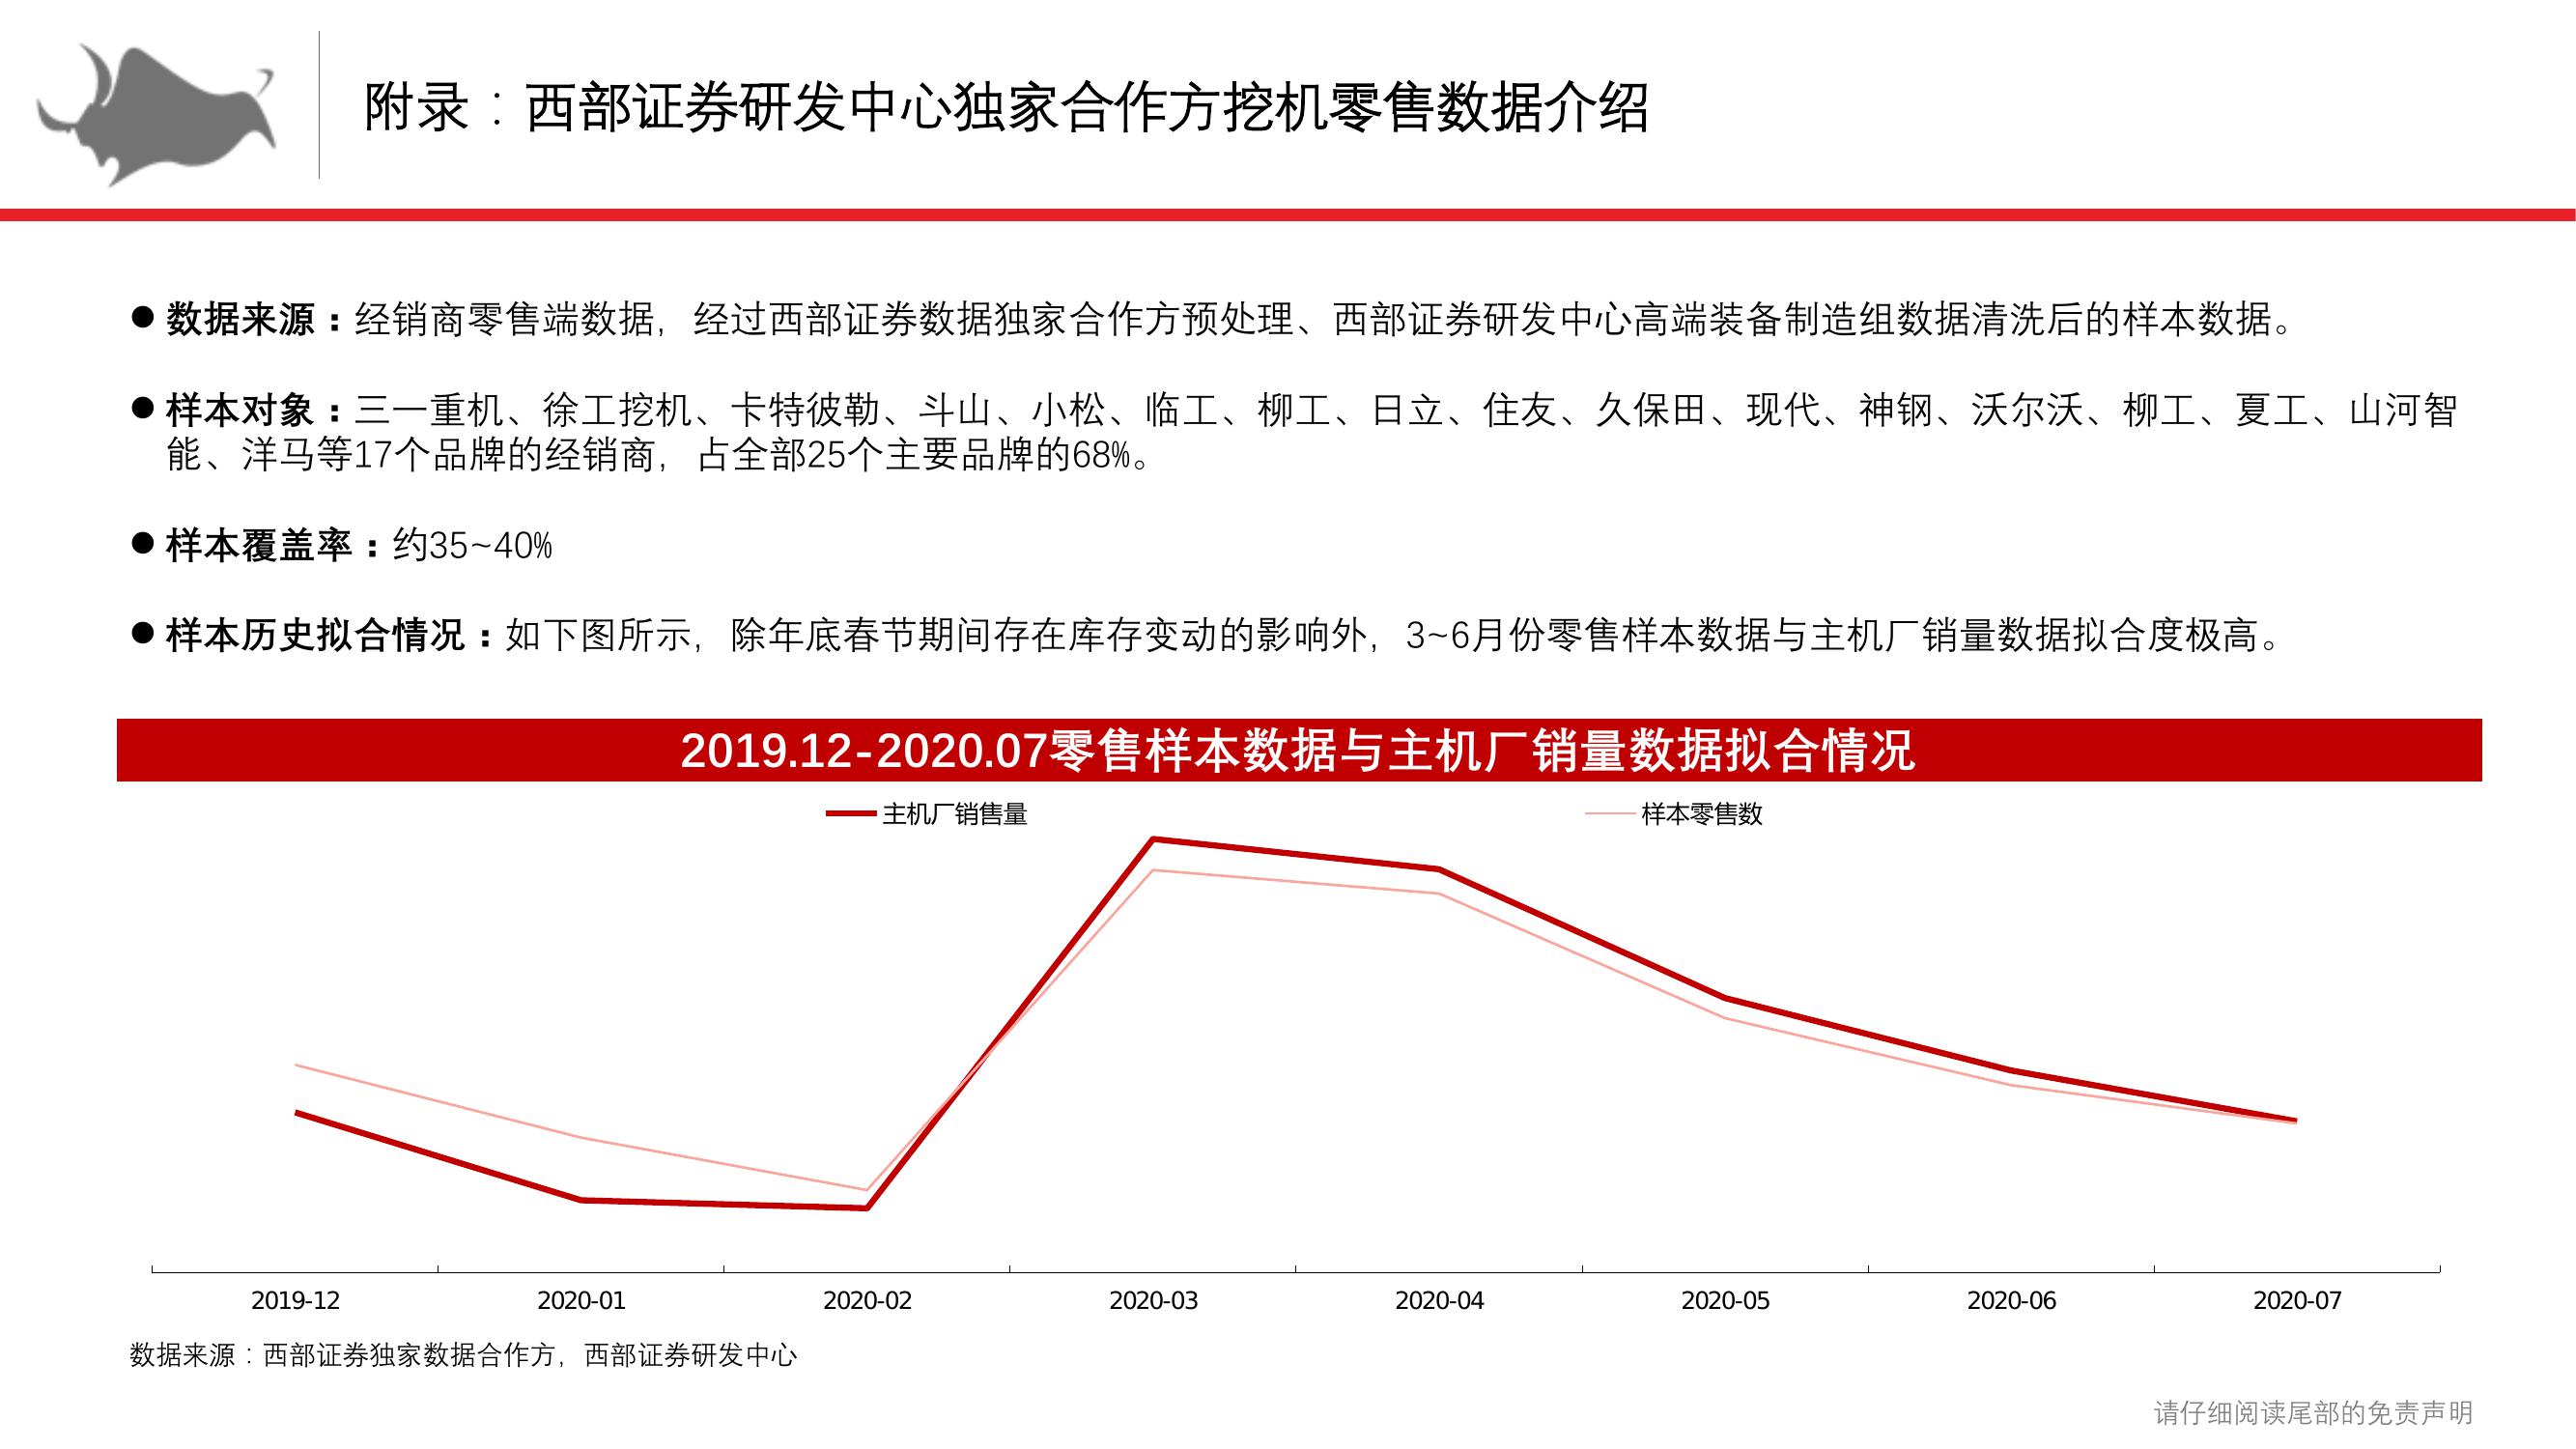 附录：西部证券研发中心独家合作方挖机零售数据介绍
● 数据来源：经销商零售端数据，经过西部证券数据独家合作方预处理、西部证券研发中心高端装备制造组数据清洗后的样本数据。
● 样本对象：三一重机、徐工挖机、卡特彼勒、斗山、小松、临工、柳工、日立、住友、久保田、现代、神钢、沃尔沃、柳工、夏工、山河智
能、洋马等17个品牌的经销商，占全部25个主要品牌的68%。
● 样本覆盖率：约35~40%
● 样本历史拟合情况：如下图所示，除年底春节期间存在库存变动的影响外，3~6月份零售样本数据与主机厂销量数据拟合度极高。
2019.12-2020.07零售样本数据与主机厂销量数据拟合情况
主机厂销售量 样本零售数
2019-12 2020-01 2020-02 2020-03 2020-04 2020-05 2020-06 2020-07
数据来源：西部证券独家数据合作方，西部证券研发中心
请仔细阅读尾部的免责声明